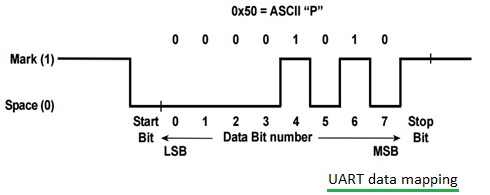 0x50 = ASCII “P”
0 0 0 0 1 0 1 0
Mark (1)
Space (0)
Start Bit
0 1 2 3 4 5 6 7
Stop Bit
Data Bit number
LSB
MSB
UART data mapping